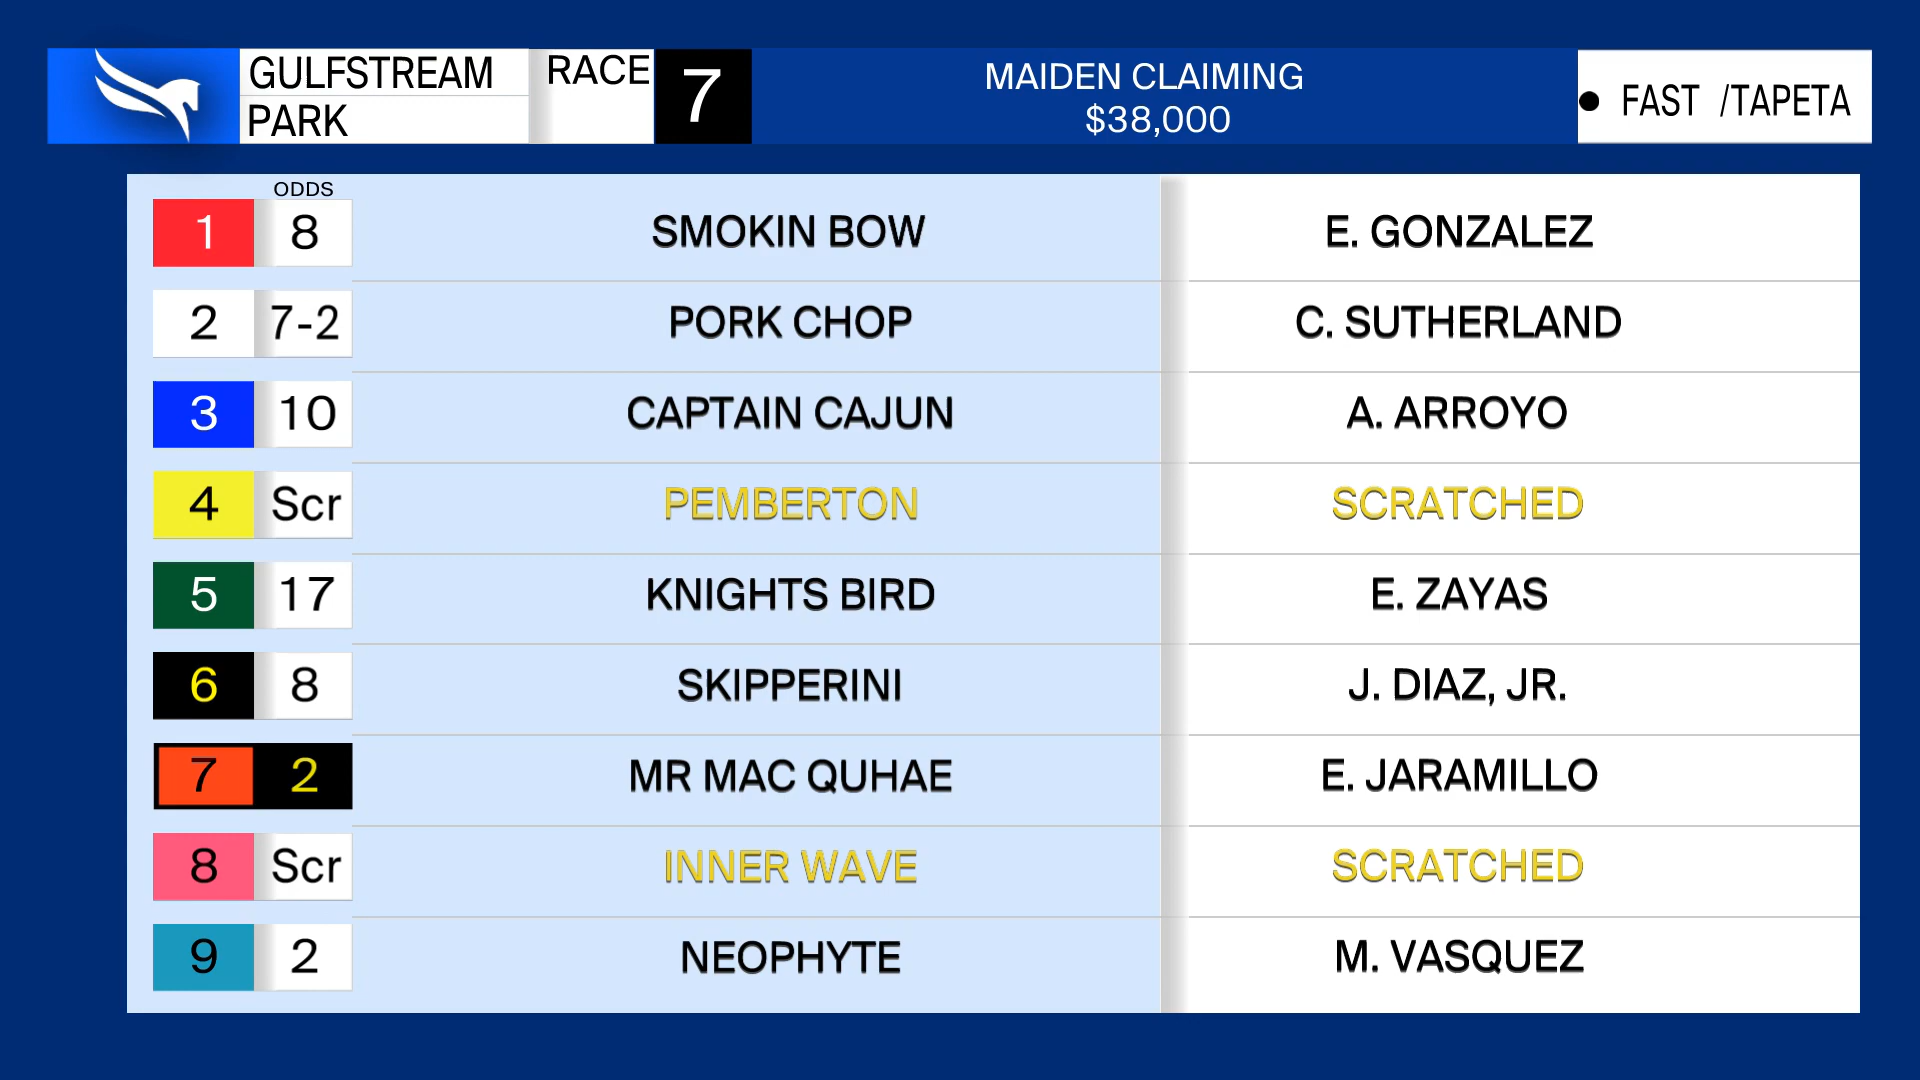 GULFSTREAM
PARK
RACE
7
MAIDEN CLAIMING
$38,000
FAST /TAPETA
ODDS
1 8 SMOKIN BOW E. GONZALEZ
2 7-2 PORK CHOP C. SUTHERLAND
3 10 CAPTAIN CAJUN A. ARROYO
4 Scr PEMBERTON SCRATCHED
5 17 KNIGHTS BIRD E. ZAYAS
6 8 SKIPPERINI J. DIAZ, JR.
7 2 MR MAC QUHAE E. JARAMILLO
8 Scr INNER WAVE SCRATCHED
9 2 NEOPHYTE M. VASQUEZ